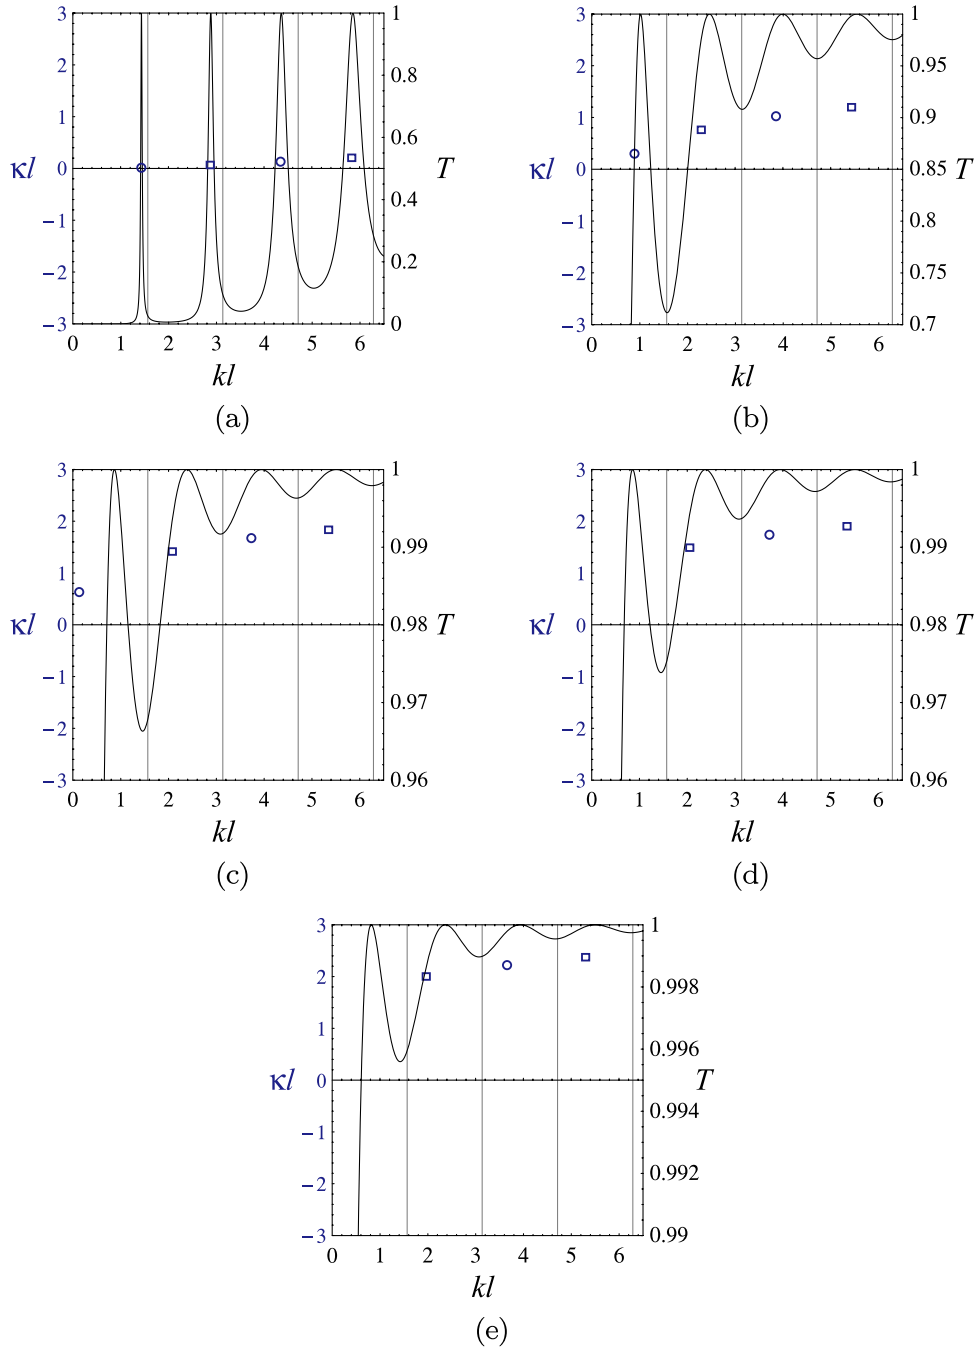 3 2 1 0 −1 −2 −3
κl
1 0.8 0.6 0.4 0.2 0
T
0 1 2 3 4 5 6
kl
(a)
3 2 1 0 −1 −2 −3
κl
1 0.95 0.9 0.85 0.8 0.75 0.7
T
0 1 2 3 4 5 6
kl
(b)
3 2 1 0 −1 −2 −3
κl
1 0.99 0.98 0.97 0.96
T
0 1 2 3 4 5 6
kl
(c)
3 2 1 0 −1 −2 −3
κl
1 0.99 0.98 0.97 0.96
T
0 1 2 3 4 5 6
kl
(d)
3 2 1 0 −1 −2 −3
κl
1 0.998 0.996 0.994 0.992 0.99
T
0 1 2 3 4 5 6
kl
(e)